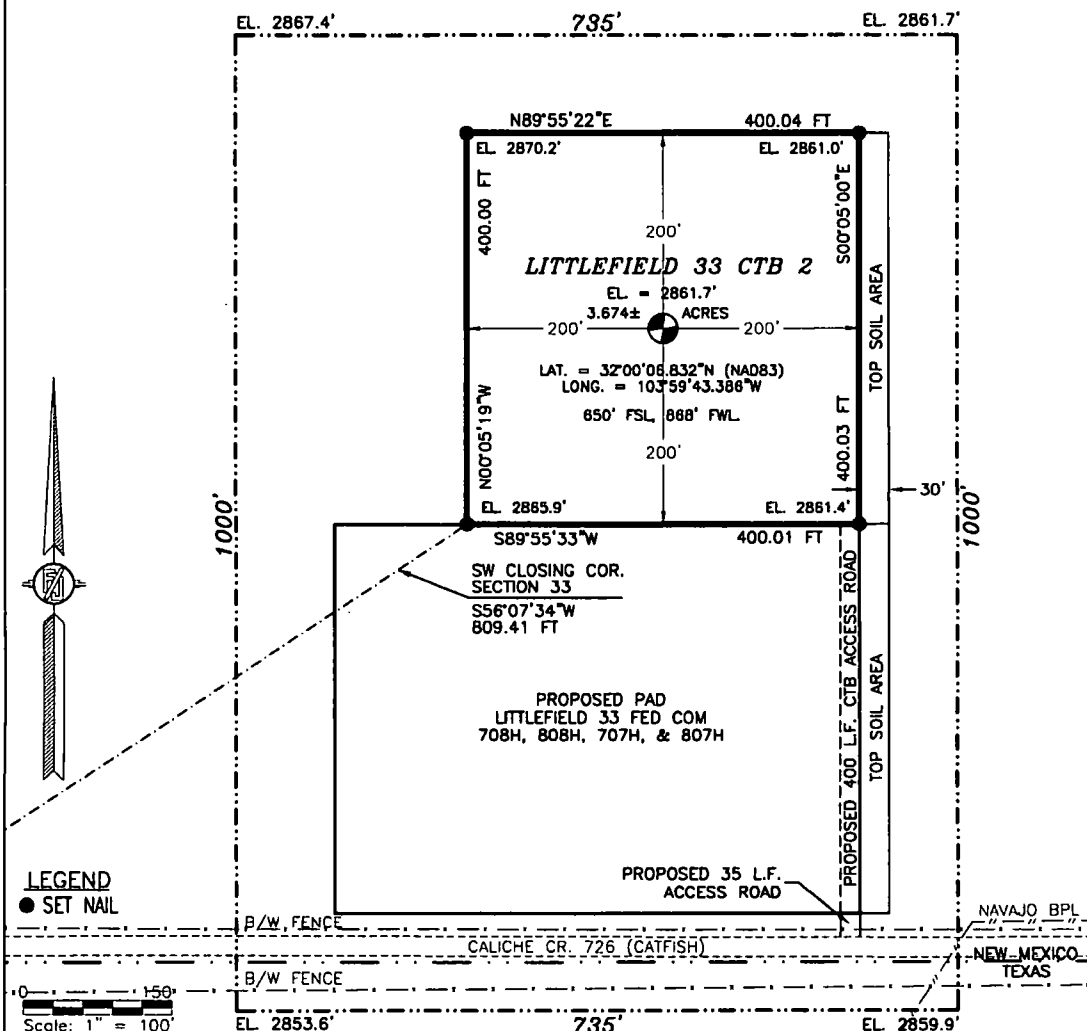 EL. 2867.4'
735'
EL. 2861.7'
N89°55'22"E
400.04 FT
EL. 2870.2'
EL. 2861.0'
400.00 FT
S00°05'00"E
200'
LITTLEFIELD 33 CTB 2
EL. = 2861.7'
3.674± ACRES
200'
200'
TOP SOIL AREA
LAT. = 32°00'06.832"N (NAD83)
LONG. = 103°59'43.386"W
650' FSL, 868' FWL
N00°05'19"W
200'
400.03 FT
30'
EL. 2865.9'
EL. 2861.4'
1000'
1000'
S89°55'33"W
400.01 FT
SW CLOSING COR.
SECTION 33
S56°07'34"W
809.41 FT
PROPOSED 400 L.F. CTB ACCESS ROAD
TOP SOIL AREA
PROPOSED PAD
LITTLEFIELD 33 FED COM
708H, 808H, 707H, & 807H
PROPOSED 35 L.F.
ACCESS ROAD
LEGEND
SET NAIL
B/W FENCE
NAVAJO BPL
CALICHE CR. 726 (CATFISH)
NEW MEXICO
TEXAS
B/W FENCE
0 150'
Scale: 1" = 100'
EL. 2853.6'
735'
EL. 2859.9'